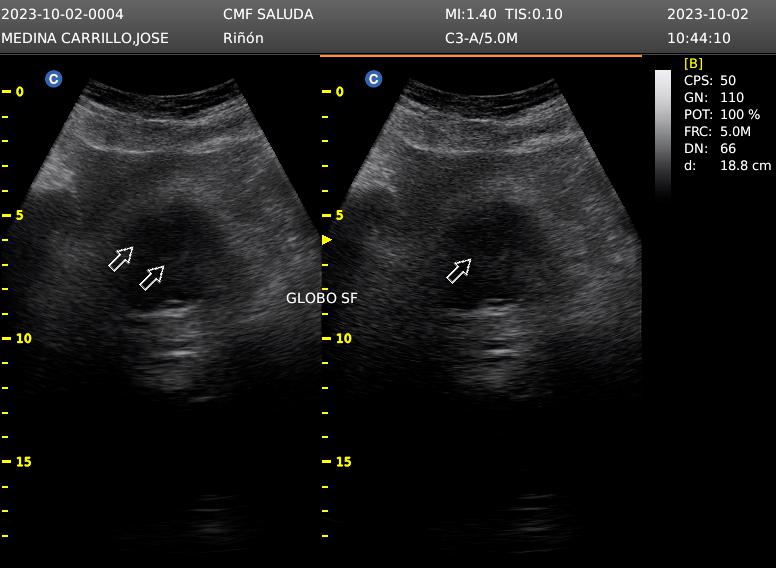 2023-10-02-0004 CMF SALUDA MI:1.40 TIS:0.10 2023-10-02
MEDINA CARRILLO,JOSE Riñón C3-A/5.0M 10:44:10
[B]
CPS: 50
GN: 110
POT: 100 %
FRC: 5.0M
DN: 66
d: 18.8 cm
C
C
0
5
10
15
0
5
10
15
GLOBO SF